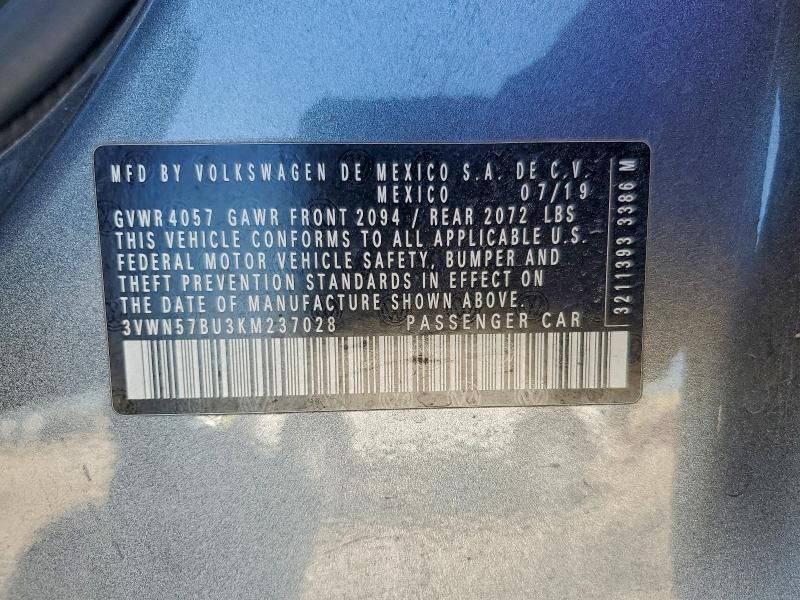 MFD BY VOLKSWAGEN DE MEXICO S.A. DE C.V.
MEXICO 07/19
GVWR 4057 GAWR FRONT 2094 / REAR 2072 LBS
THIS VEHICLE CONFORMS TO ALL APPLICABLE U.S.
FEDERAL MOTOR VEHICLE SAFETY, BUMPER AND
THEFT PREVENTION STANDARDS IN EFFECT ON
THE DATE OF MANUFACTURE SHOWN ABOVE.
3VWN57BU3KM237028 PASSENGER CAR
3211393 3386 M